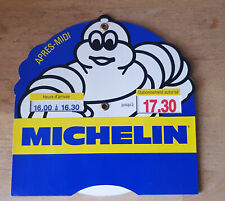 APRÈS-MIDI
Heure d'arrivée
Stationnement autorisé
16.00 à 16.30
jusqu'à
17.30
MICHELIN